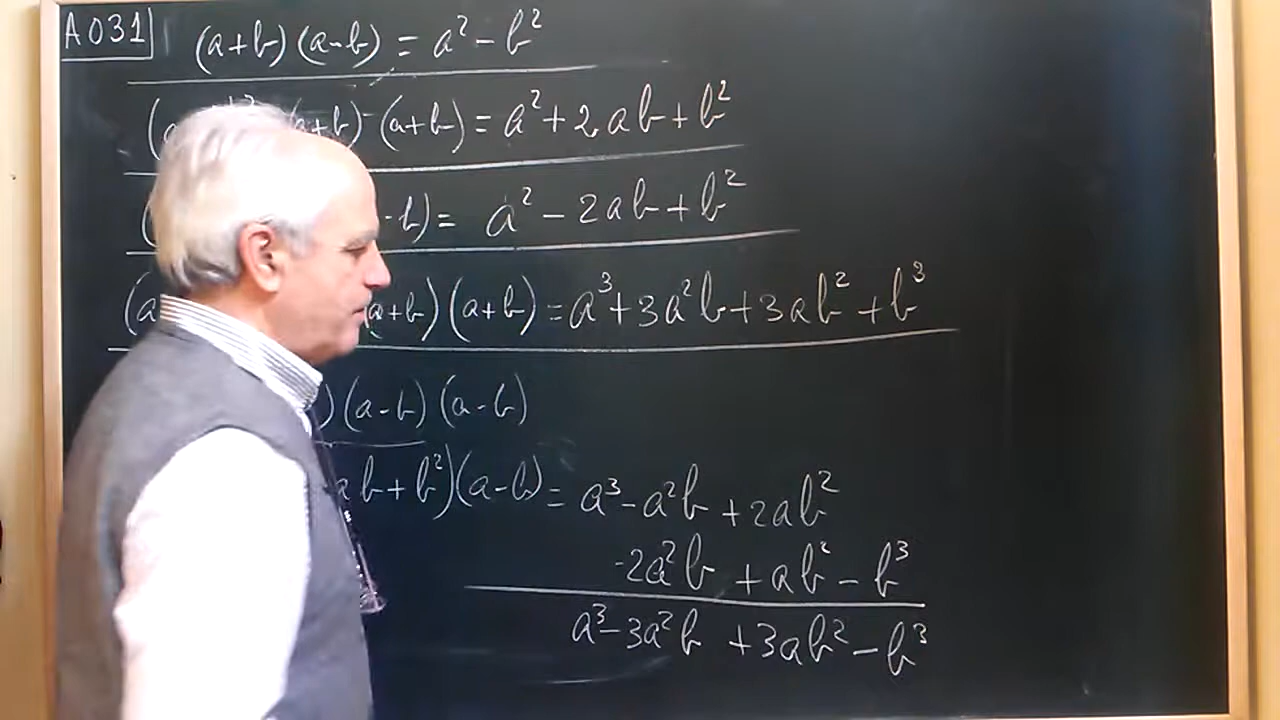 A031
(a+b)(a-b) = a² - b²
(a+b)(a+b) = a² + 2ab + b²
-b) = a² - 2ab + b²
(a a+b)(a+b) = a³ + 3a²b + 3ab² + b³
)(a-b)(a-b)
ab+b²)(a-b) = a³ - a²b + 2ab²
-2a²b + ab² - b³
a³ - 3a²b + 3ab² - b³